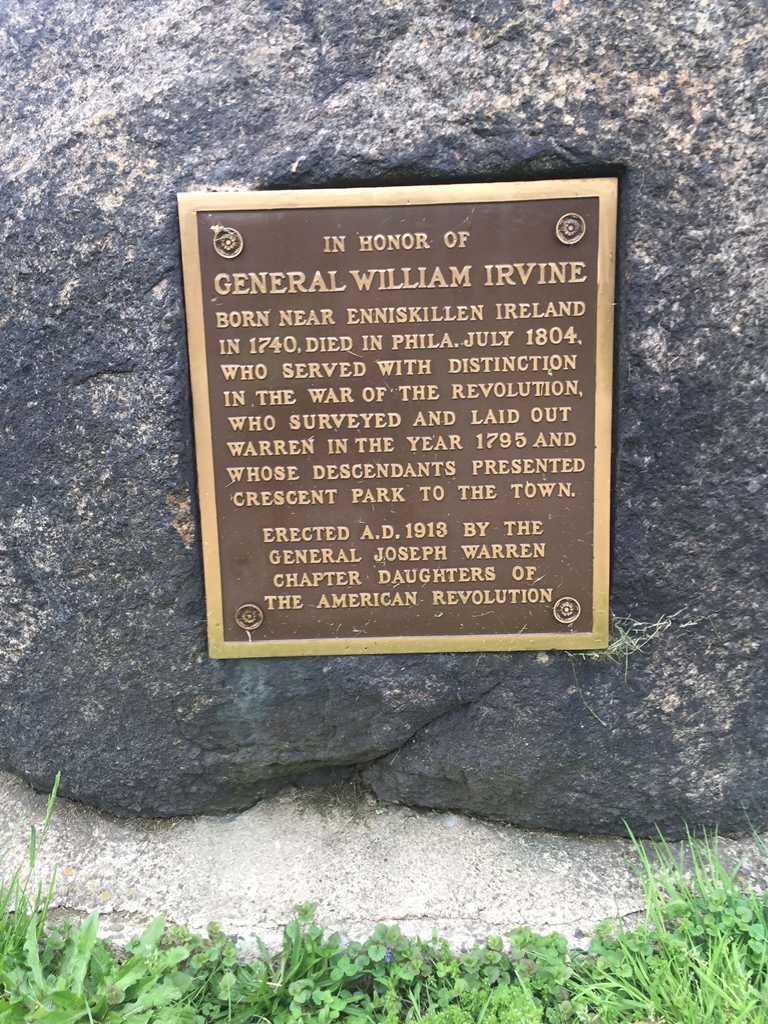 IN HONOR OF
GENERAL WILLIAM IRVINE
BORN NEAR ENNISKILLEN IRELAND
IN 1740, DIED IN PHILA. JULY 1804,
WHO SERVED WITH DISTINCTION
IN THE WAR OF THE REVOLUTION,
WHO SURVEYED AND LAID OUT
WARREN IN THE YEAR 1795 AND
WHOSE DESCENDANTS PRESENTED
CRESCENT PARK TO THE TOWN.
ERECTED A.D. 1913 BY THE
GENERAL JOSEPH WARREN
CHAPTER DAUGHTERS OF
THE AMERICAN REVOLUTION